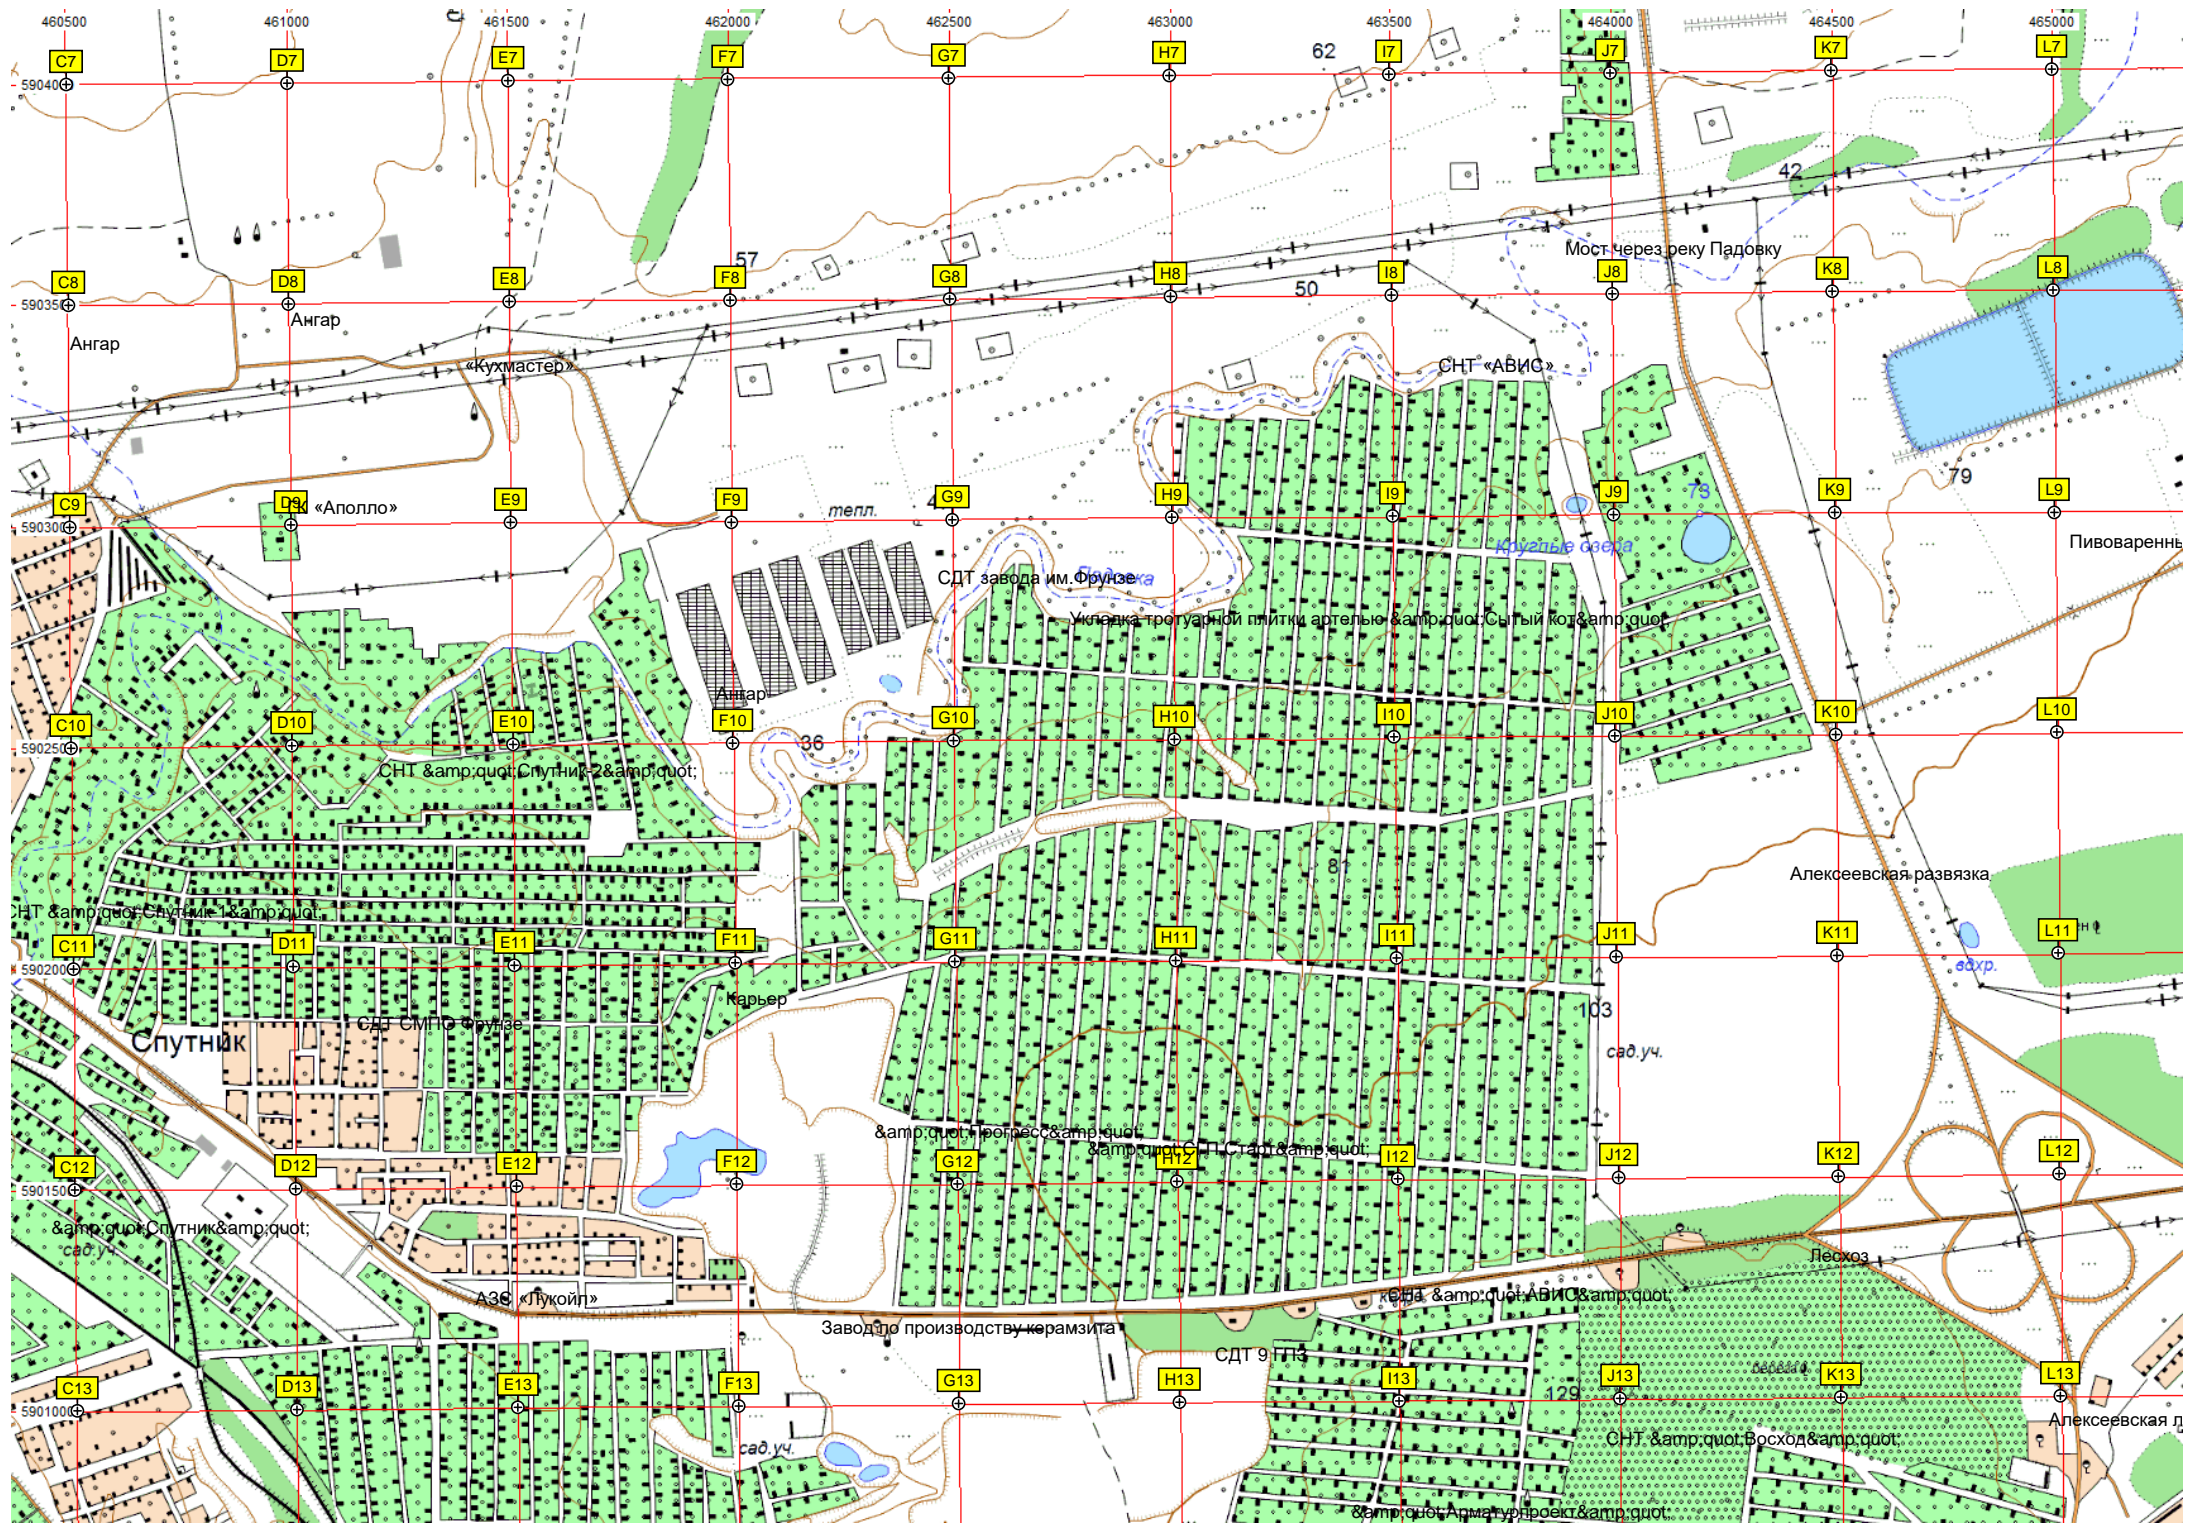 460500 461000 461500 462000 462500 463000 463500 464000 464500 465000
C7 D7 E7 F7 G7 H7 I7 J7 K7 L7
62
590400
42
57
Мост через реку Падовку
C8 D8 E8 F8 G8 H8 I8 J8 K8 L8
590350
50
Ангар
Ангар
«Кухмастер»
СНТ «АВИС»
79
C9 D9 E9 F9 G9 H9 I9 J9 K9 L9
73
«Аполло»
тепл.
590300
Круглые озера
Пивоваренны
СДТ завода им.Фрунзе
Укладка тротуарной плитки артелью &amp;quot;Сытый кот&amp;quot;
Ангар
C10 D10 E10 F10 G10 H10 I10 J10 K10 L10
590250
36
СНТ &amp;quot;Спутник-2&amp;quot;
81
Алексеевская развязка
СНТ &amp;quot;Спутник-1&amp;quot;
C11 D11 E11 F11 G11 H11 I11 J11 K11 L11
590200
вдхр.
Карьер
103
СДТ СМПО Фрунзе
Спутник
сад.уч.
&amp;quot;Прогресс&amp;quot;
&amp;quot;СПП Старт&amp;quot;
C12 D12 E12 F12 G12 H12 I12 J12 K12 L12
590150
&amp;quot;Спутник&amp;quot;
сад.уч.
Лесхоз
АЗС «Лукойл»
СНТ &amp;quot;АВИС&amp;quot;
Завод по производству керамзита
СДТ 9 ГПЗ
C13 D13 E13 F13 G13 H13 I13 J13 K13 L13
129
590100
Алексеевская л
СНТ &amp;quot;Восход&amp;quot;
сад.уч.
&amp;quot;Арматурпроект&amp;quot;